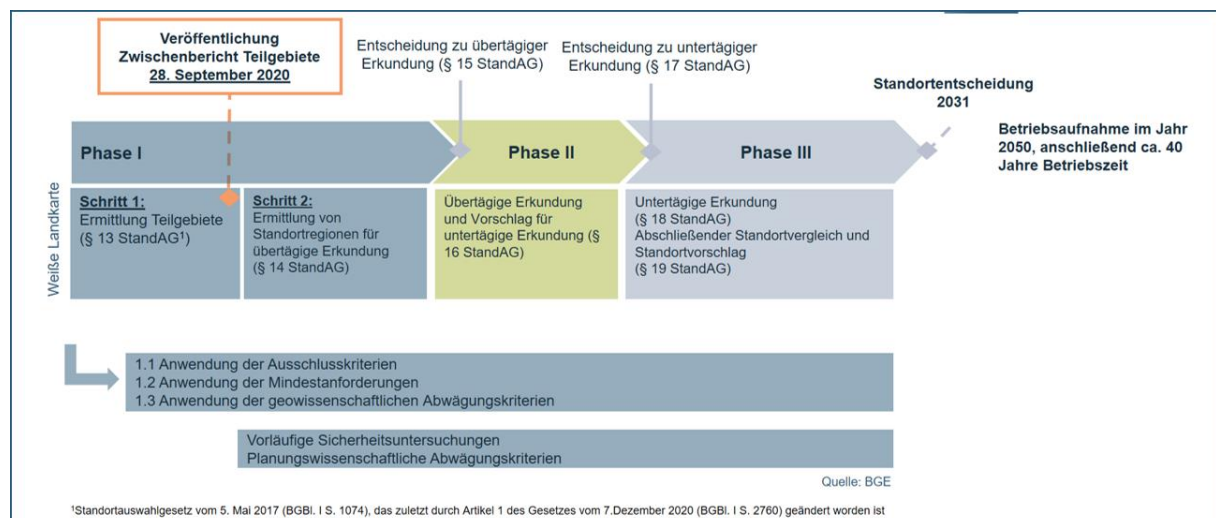 Veröffentlichung
Zwischenbericht Teilgebiete
28. September 2020
Entscheidung zu übertägiger
Erkundung (§ 15 StandAG)
Entscheidung zu untertägiger
Erkundung (§ 17 StandAG)
Standortentscheidung
2031
Betriebsaufnahme im Jahr
2050, anschließend ca. 40
Jahre Betriebszeit
Phase I
Phase II
Phase III
Weiße Landkarte
Schritt 1:
Ermittlung Teilgebiete
(§ 13 StandAG¹)
Schritt 2:
Ermittlung von
Standortregionen für
übertägige Erkundung
(§ 14 StandAG)
Übertägige Erkundung
und Vorschlag für
untertägige Erkundung (§
16 StandAG)
Untertägige Erkundung
(§ 18 StandAG)
Abschließender Standortvergleich und
Standortvorschlag
(§ 19 StandAG)
1.1 Anwendung der Ausschlusskriterien
1.2 Anwendung der Mindestanforderungen
1.3 Anwendung der geowissenschaftlichen Abwägungskriterien
Vorläufige Sicherheitsuntersuchungen
Planungswissenschaftliche Abwägungskriterien
Quelle: BGE
¹Standortauswahlgesetz vom 5. Mai 2017 (BGBl. I S. 1074), das zuletzt durch Artikel 1 des Gesetzes vom 7.Dezember 2020 (BGBl. I S. 2760) geändert worden ist